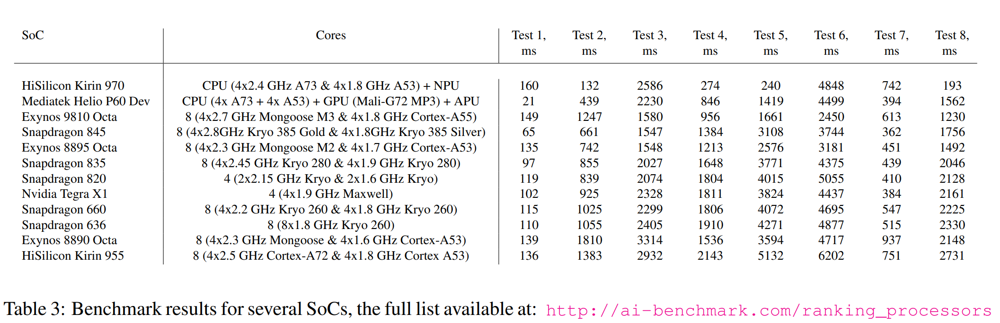 SoC Cores Test 1, Test 2, Test 3, Test 4, Test 5, Test 6, Test 7, Test 8,
ms ms ms ms ms ms ms ms
HiSilicon Kirin 970 CPU (4x2.4 GHz A73 & 4x1.8 GHz A53) + NPU 160 132 2586 274 240 4848 742 193
Mediatek Helio P60 Dev CPU (4x A73 + 4x A53) + GPU (Mali-G72 MP3) + APU 21 439 2230 846 1419 4499 394 1562
Exynos 9810 Octa 8 (4x2.7 GHz Mongoose M3 & 4x1.8 GHz Cortex-A55) 149 1247 1580 956 1661 2450 613 1230
Snapdragon 845 8 (4x2.8GHz Kryo 385 Gold & 4x1.8GHz Kryo 385 Silver) 65 661 1547 1384 3108 3744 362 1756
Exynos 8895 Octa 8 (4x2.3 GHz Mongoose M2 & 4x1.7 GHz Cortex-A53) 135 742 1548 1213 2576 3181 451 1492
Snapdragon 835 8 (4x2.45 GHz Kryo 280 & 4x1.9 GHz Kryo 280) 97 855 2027 1648 3771 4375 439 2046
Snapdragon 820 4 (2x2.15 GHz Kryo & 2x1.6 GHz Kryo) 119 839 2074 1804 4015 5055 410 2128
Nvidia Tegra X1 4 (4x1.9 GHz Maxwell) 102 925 2328 1811 3824 4437 384 2161
Snapdragon 660 8 (4x2.2 GHz Kryo 260 & 4x1.8 GHz Kryo 260) 115 1025 2299 1806 4072 4695 547 2225
Snapdragon 636 8 (8x1.8 GHz Kryo 260) 110 1055 2405 1910 4271 4877 515 2330
Exynos 8890 Octa 8 (4x2.3 GHz Mongoose & 4x1.6 GHz Cortex-A53) 139 1810 3314 1536 3594 4717 937 2148
HiSilicon Kirin 955 8 (4x2.5 GHz Cortex-A72 & 4x1.8 GHz Cortex A53) 136 1383 2932 2143 5132 6202 751 2731
Table 3: Benchmark results for several SoCs, the full list available at: http://ai-benchmark.com/ranking_processors